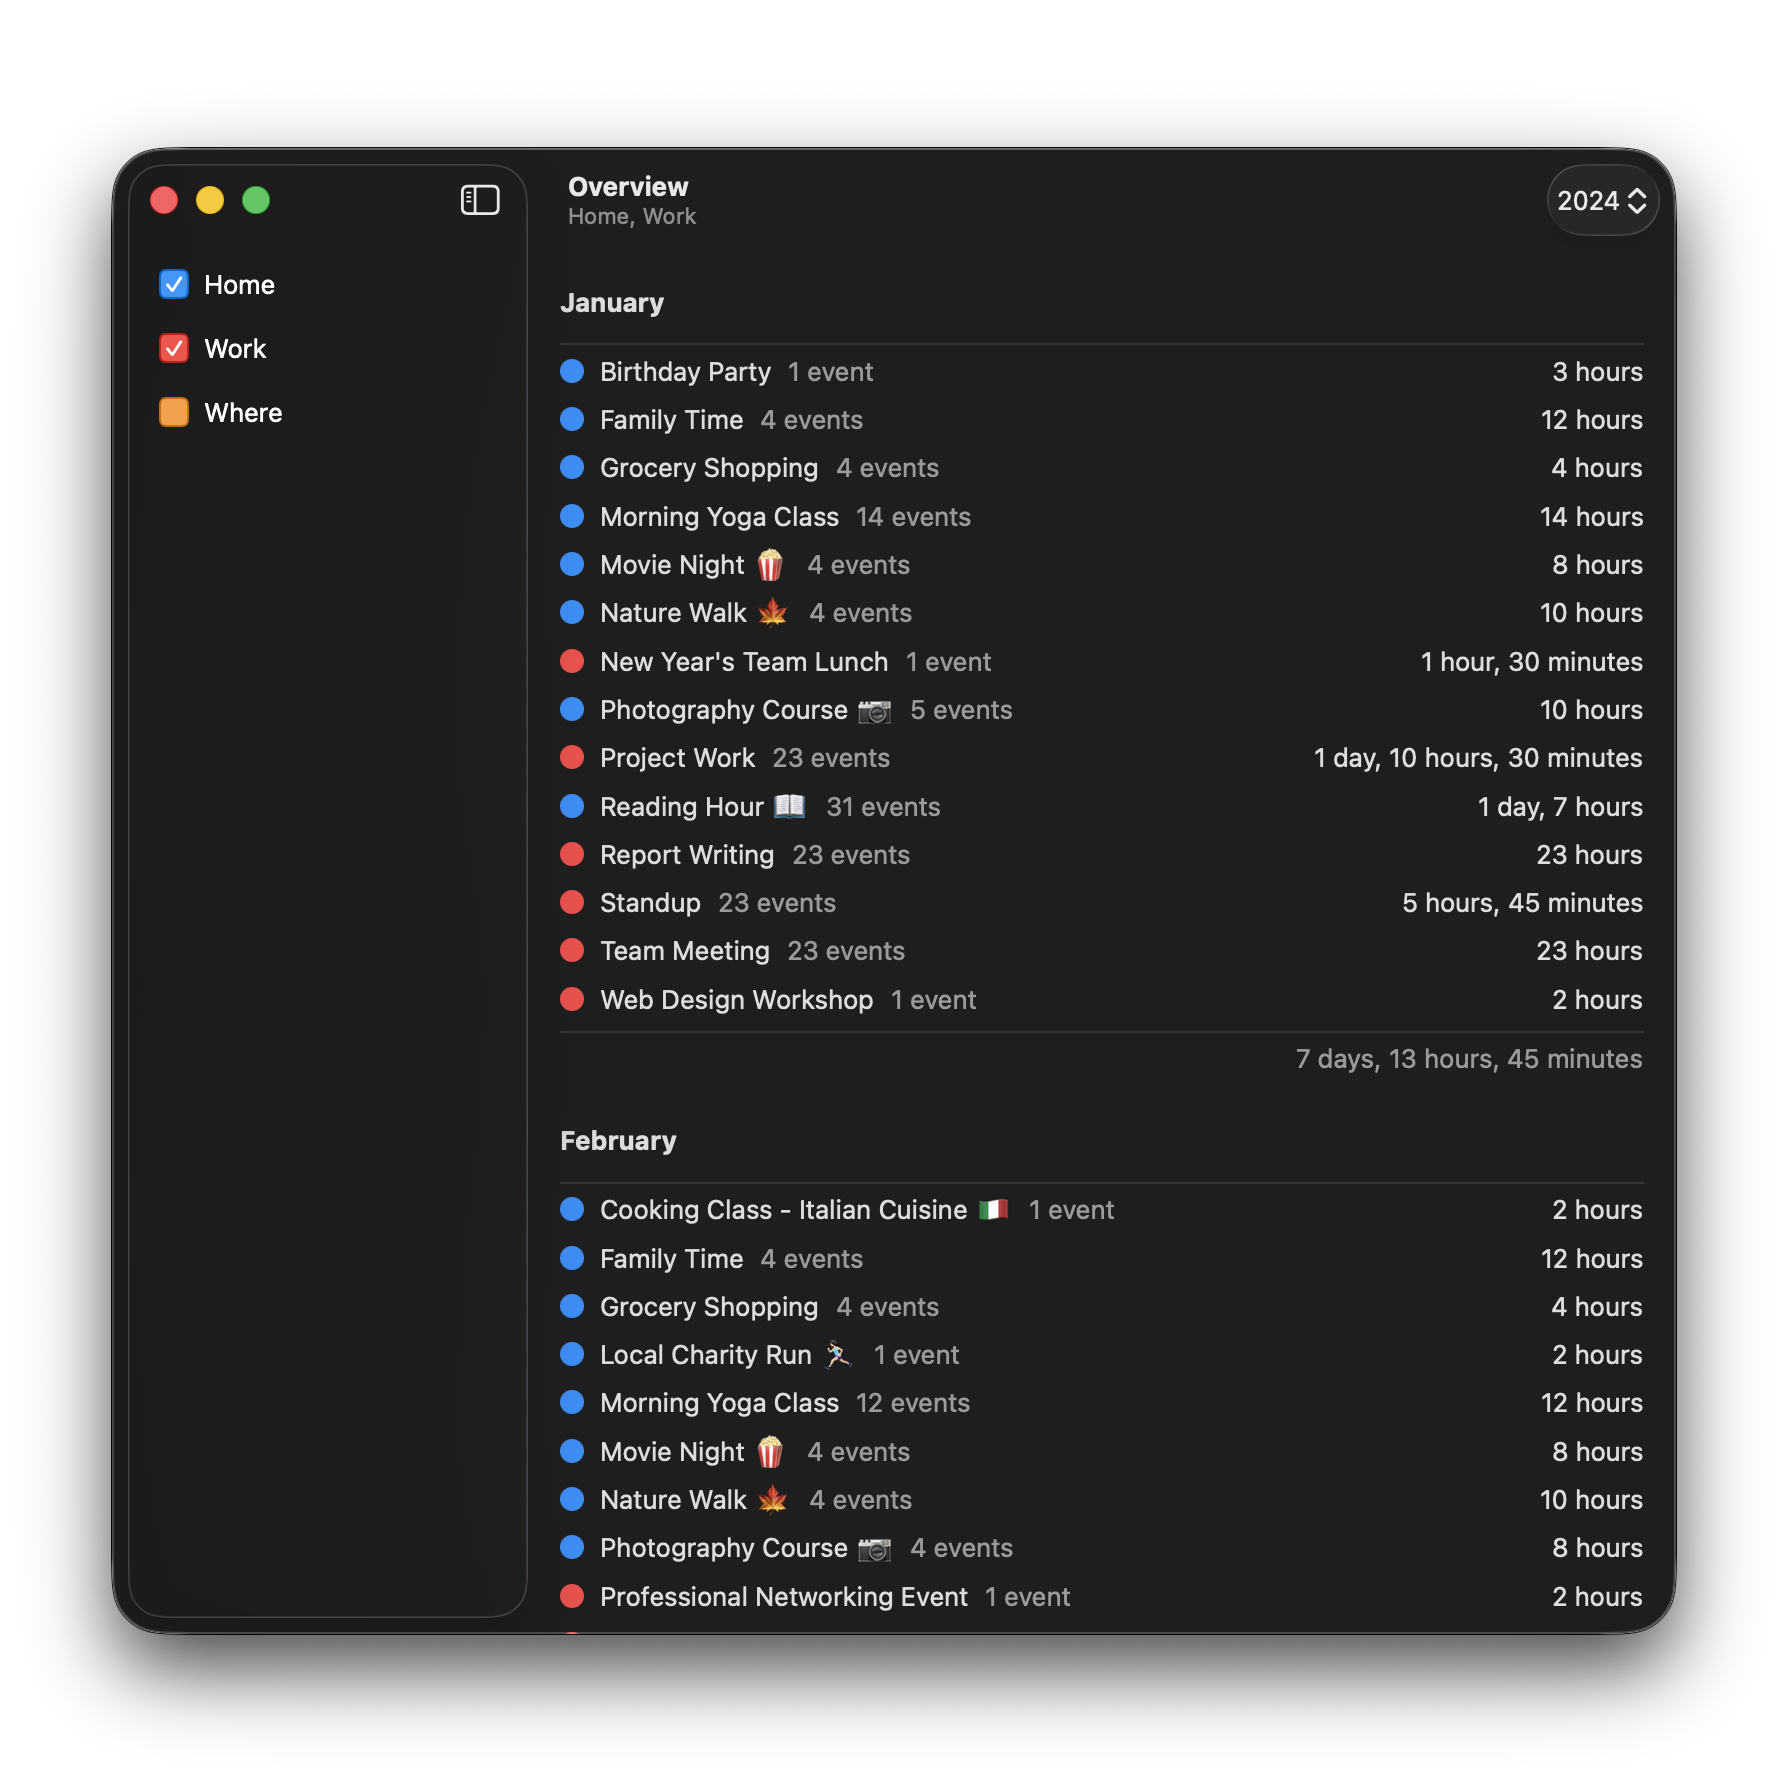 Home
Work
Where
Overview
Home, Work
2024
January
Birthday Party 1 event 3 hours
Family Time 4 events 12 hours
Grocery Shopping 4 events 4 hours
Morning Yoga Class 14 events 14 hours
Movie Night 🍿 4 events 8 hours
Nature Walk 🍁 4 events 10 hours
New Year's Team Lunch 1 event 1 hour, 30 minutes
Photography Course 📷 5 events 10 hours
Project Work 23 events 1 day, 10 hours, 30 minutes
Reading Hour 📖 31 events 1 day, 7 hours
Report Writing 23 events 23 hours
Standup 23 events 5 hours, 45 minutes
Team Meeting 23 events 23 hours
Web Design Workshop 1 event 2 hours
7 days, 13 hours, 45 minutes
February
Cooking Class - Italian Cuisine 🇮🇹 1 event 2 hours
Family Time 4 events 12 hours
Grocery Shopping 4 events 4 hours
Local Charity Run 🏃🏻‍♀️ 1 event 2 hours
Morning Yoga Class 12 events 12 hours
Movie Night 🍿 4 events 8 hours
Nature Walk 🍁 4 events 10 hours
Photography Course 📷 4 events 8 hours
Professional Networking Event 1 event 2 hours